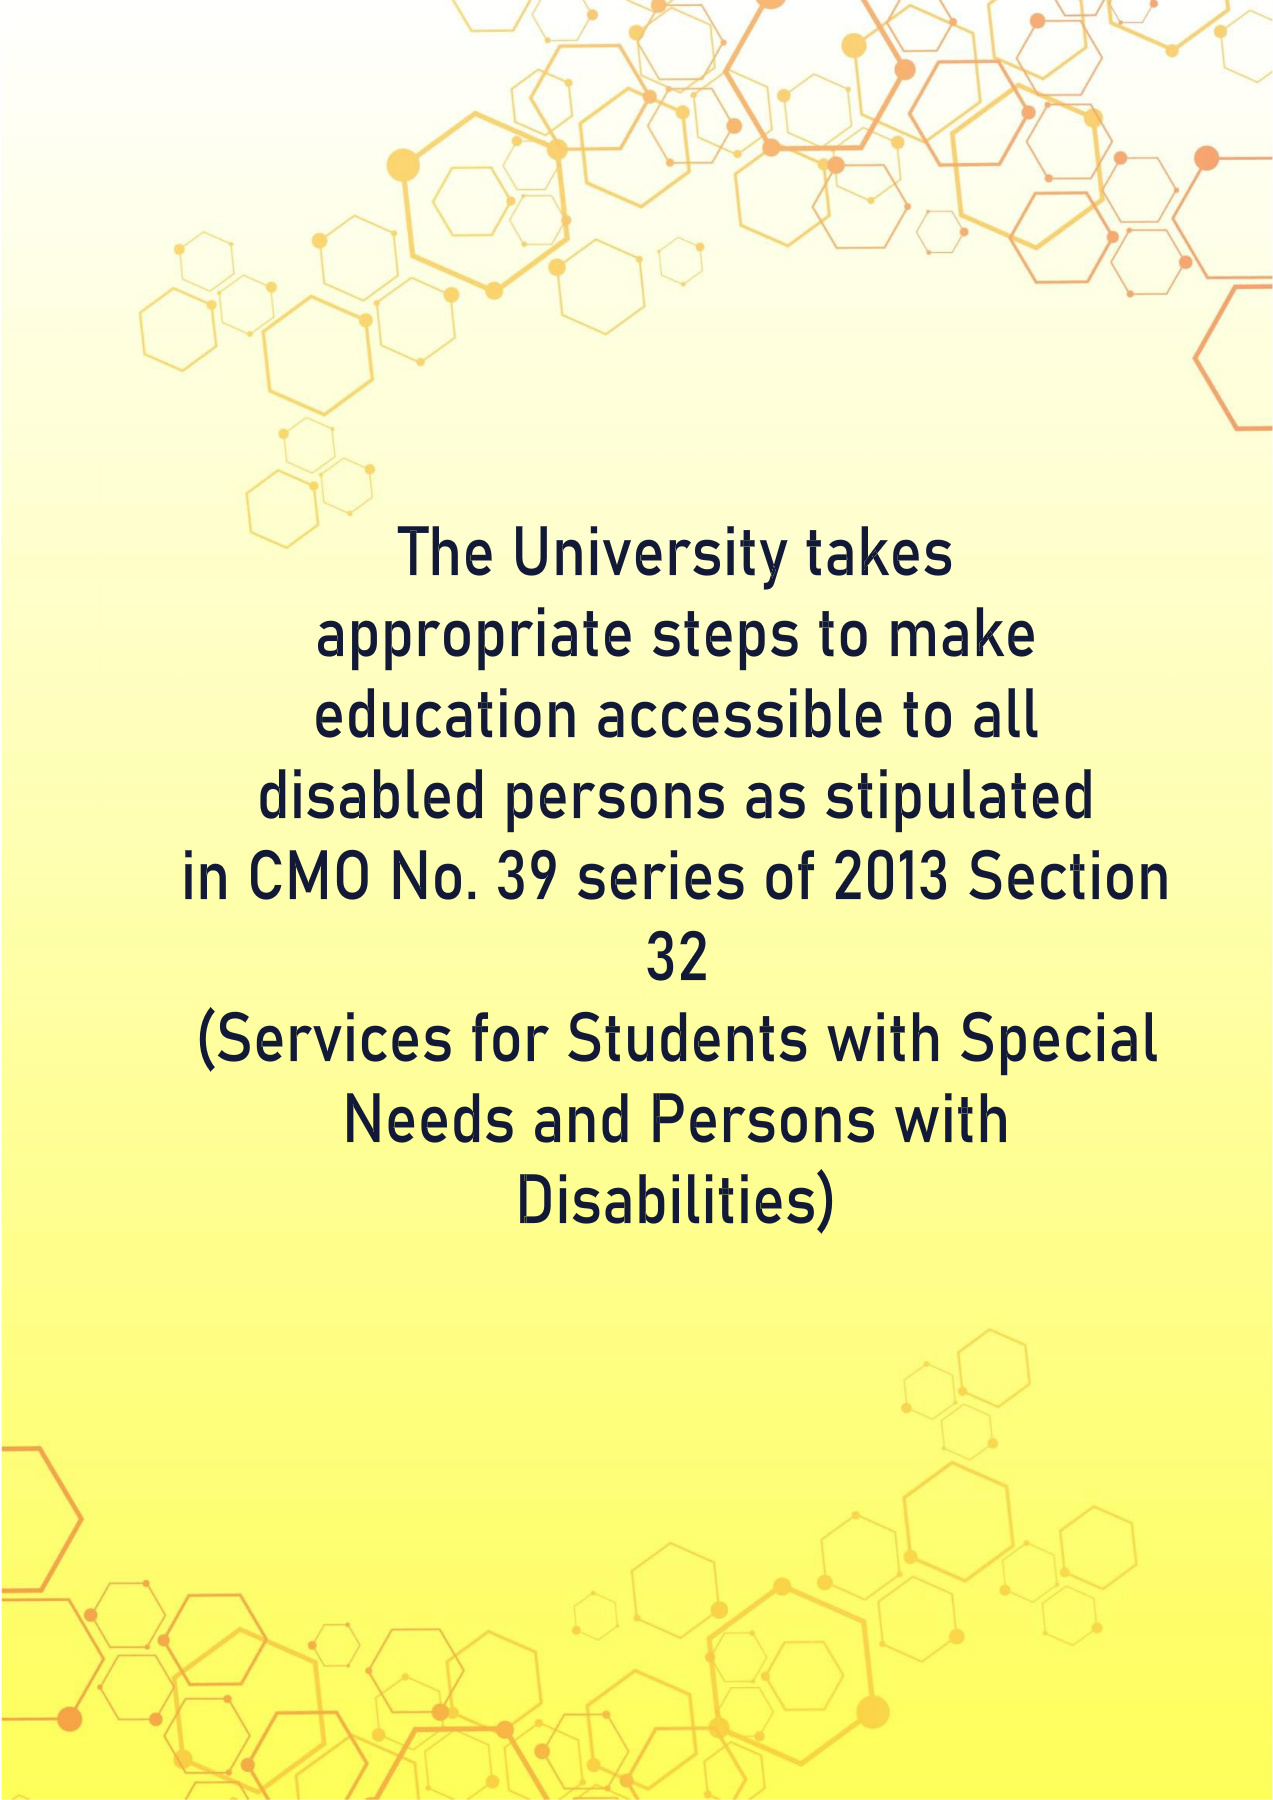 The University takes
appropriate steps to make
education accessible to all
disabled persons as stipulated
in CMO No. 39 series of 2013 Section
32
(Services for Students with Special
Needs and Persons with
Disabilities)